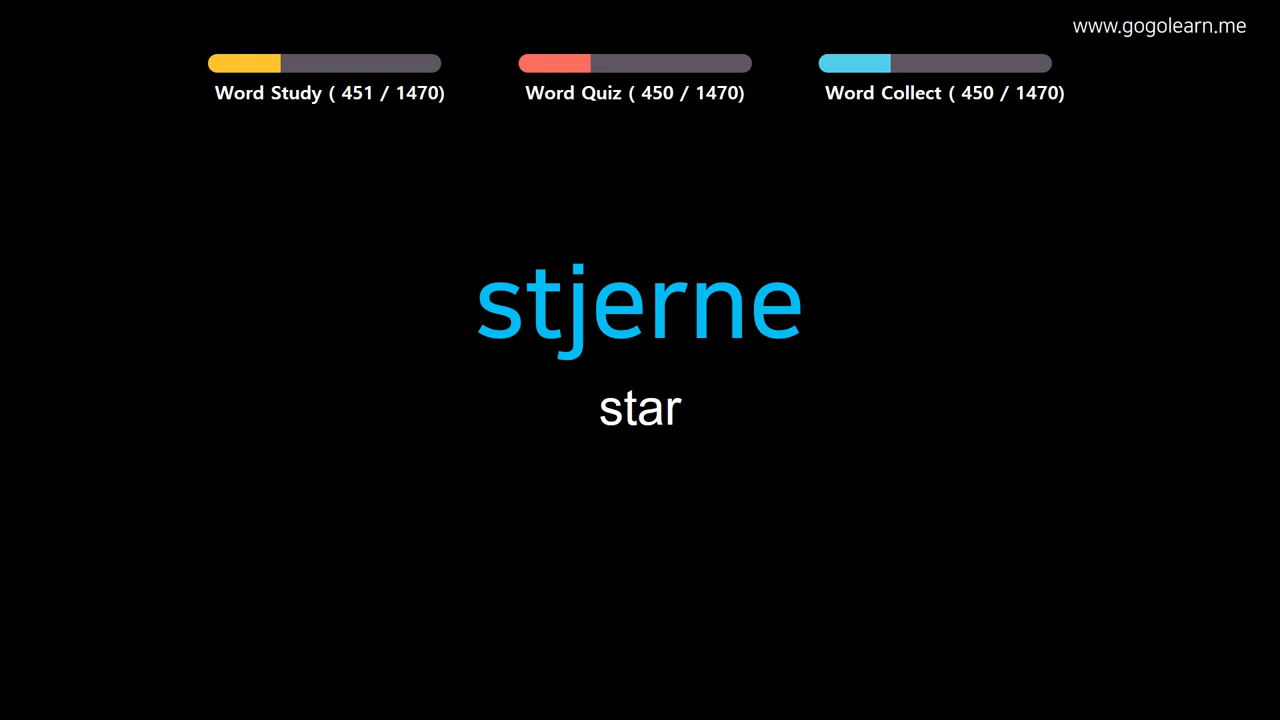 www.gogolearn.me
Word Study ( 451 / 1470)
Word Quiz ( 450 / 1470)
Word Collect ( 450 / 1470)
stjerne
star